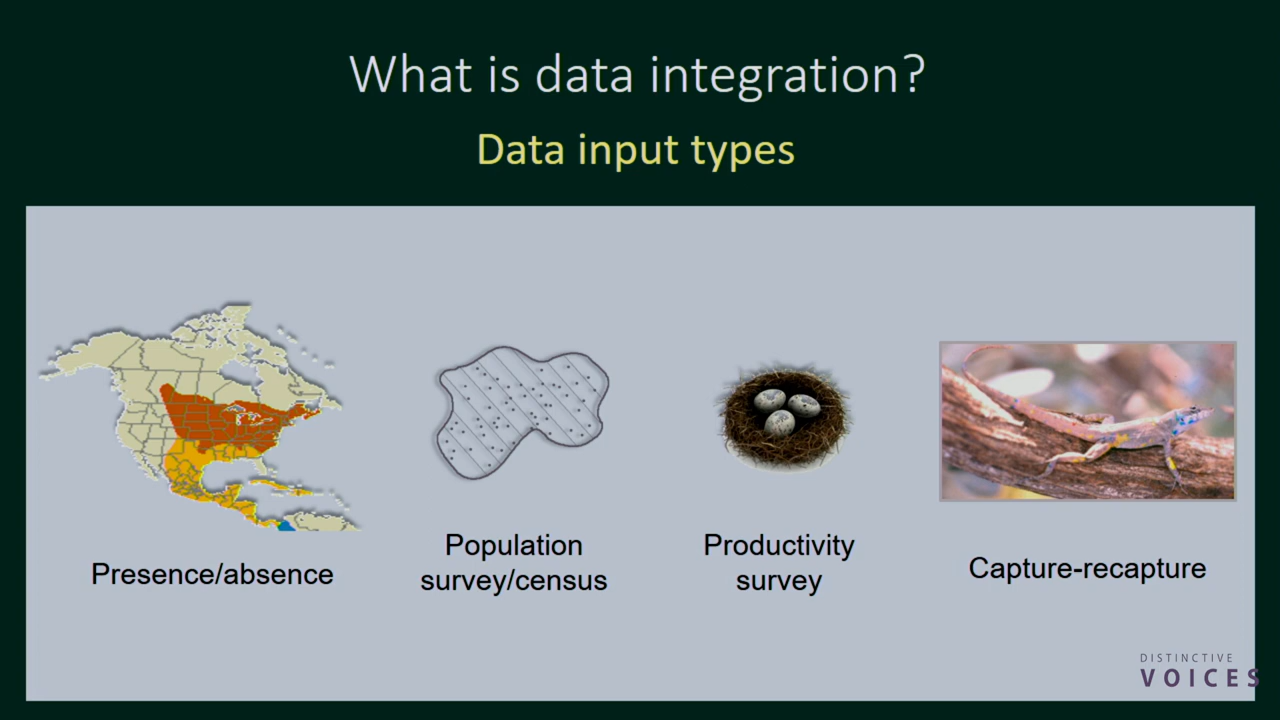 What is data integration?
Data input types
Presence/absence
Population
survey/census
Productivity
survey
Capture-recapture
DISTINCTIVE
VOICES